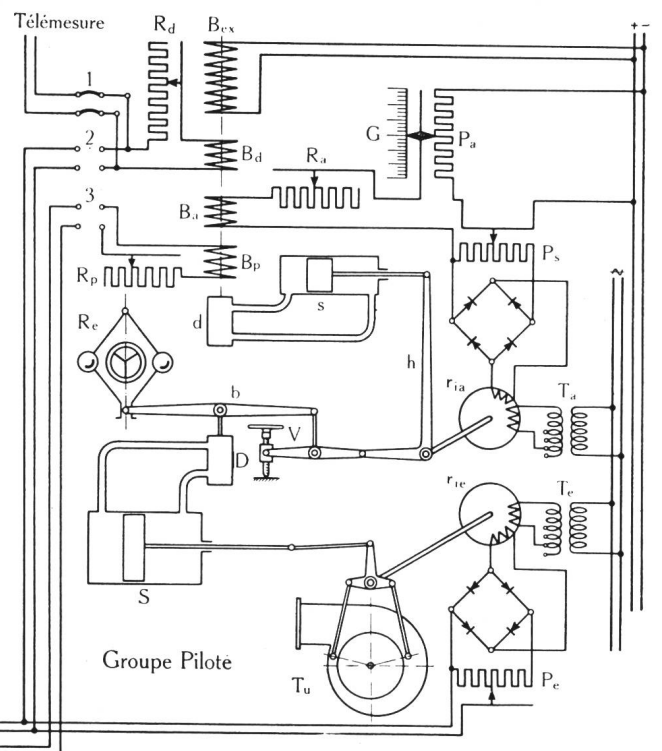 Télémesure
R_d
B_ex
+ −
1
2
3
G
P_a
B_d
R_a
B_a
P_s
R_p
B_p
s
d
~
R_e
h
r_ia
T_a
b
V
D
r_ie
T_e
S
Groupe Pilote
T_u
P_e